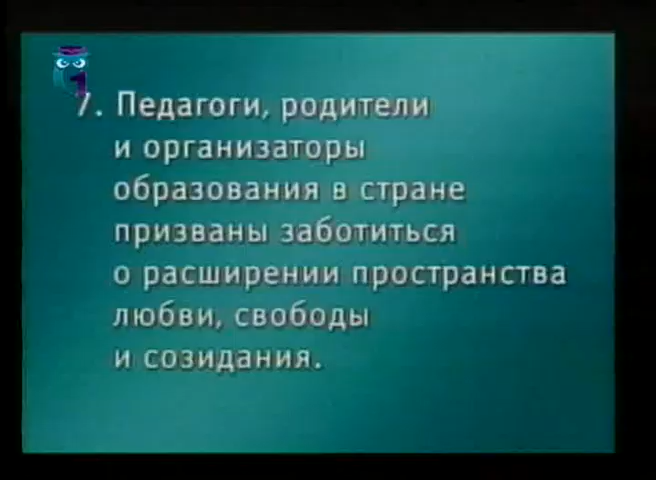 7. Педагоги, родители
и организаторы
образования в стране
призваны заботиться
о расширении пространства
любви, свободы
и созидания.